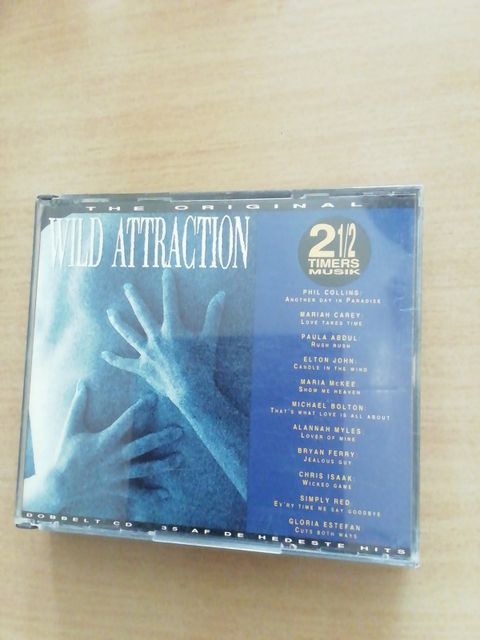 THE ORIGINAL
WILD ATTRACTION
2 1/2
TIMERS
MUSIK
PHIL COLLINS:
ANOTHER DAY IN PARADISE
MARIAH CAREY:
LOVE TAKES TIME
PAULA ABDUL:
RUSH RUSH
ELTON JOHN:
CANDLE IN THE WIND
MARIA MCKEE:
SHOW ME HEAVEN
MICHAEL BOLTON:
THAT'S WHAT LOVE IS ALL ABOUT
ALANNAH MYLES:
LOVER OF MINE
BRYAN FERRY:
JEALOUS GUY
CHRIS ISAAK:
WICKED GAME
SIMPLY RED:
EV'RY TIME WE SAY GOODBYE
GLORIA ESTEFAN
CUTS BOTH WAYS
DOBBELT CD - 35 AF DE HEDESTE HITS